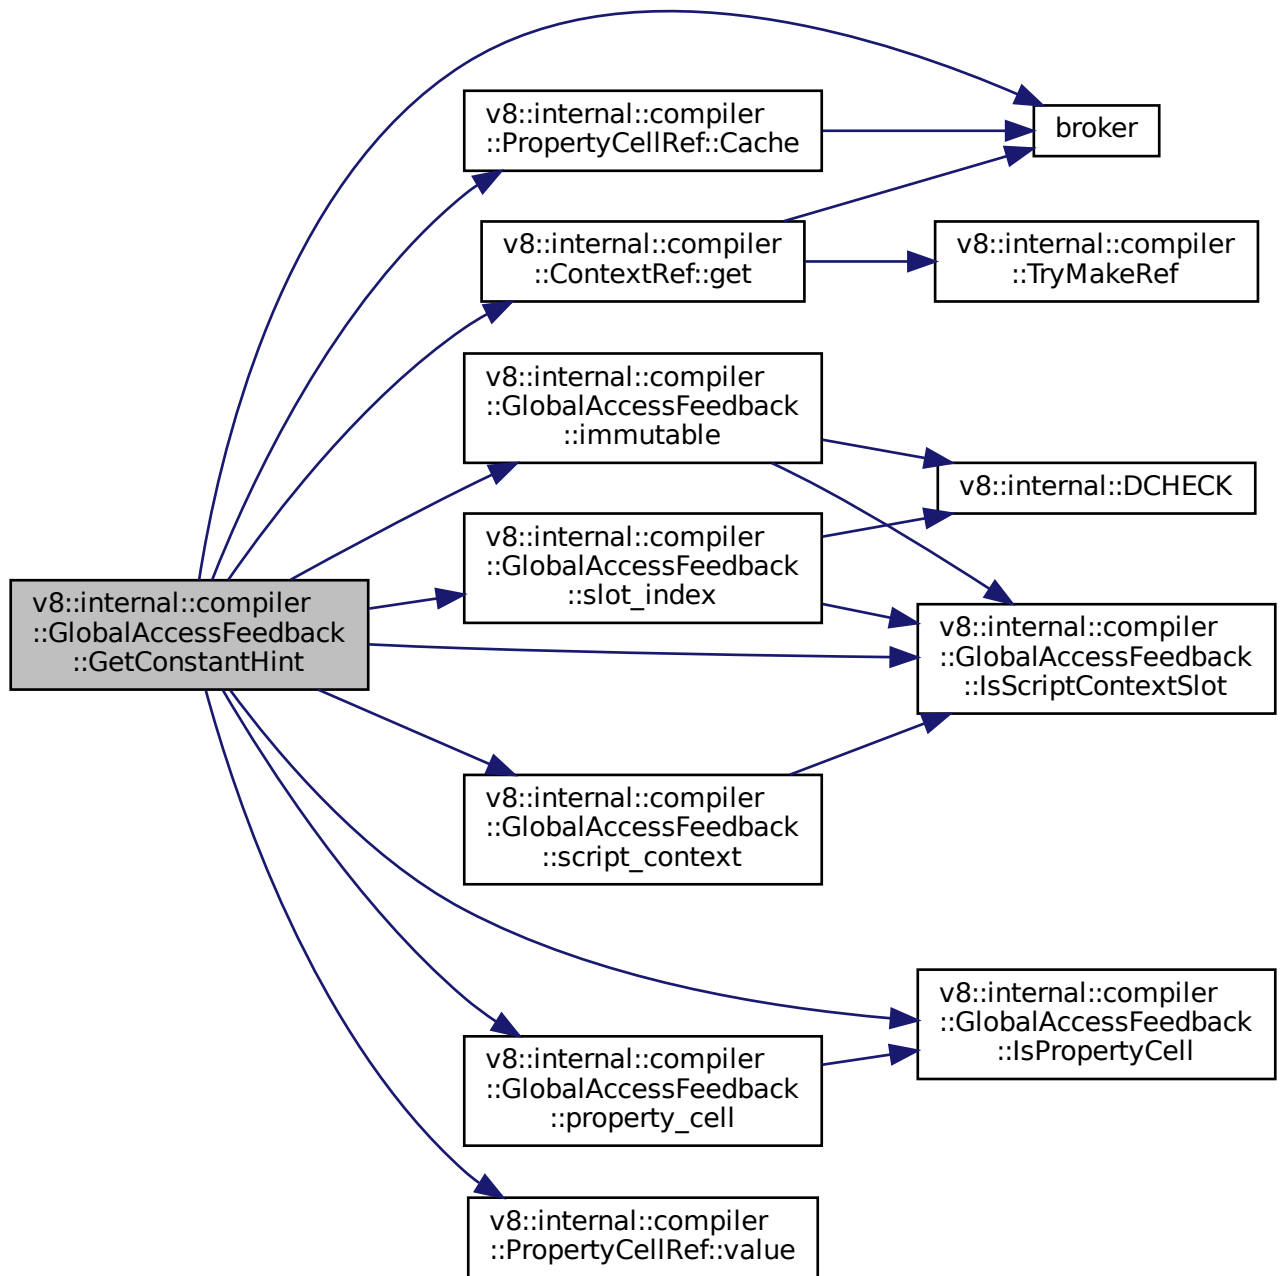 v8::internal::compiler
::PropertyCellRef::Cache
broker
v8::internal::compiler
::ContextRef::get
v8::internal::compiler
::TryMakeRef
v8::internal::compiler
::GlobalAccessFeedback
::immutable
v8::internal::DCHECK
v8::internal::compiler
::GlobalAccessFeedback
::slot_index
v8::internal::compiler
::GlobalAccessFeedback
::GetConstantHint
v8::internal::compiler
::GlobalAccessFeedback
::IsScriptContextSlot
v8::internal::compiler
::GlobalAccessFeedback
::script_context
v8::internal::compiler
::GlobalAccessFeedback
::IsPropertyCell
v8::internal::compiler
::GlobalAccessFeedback
::property_cell
v8::internal::compiler
::PropertyCellRef::value